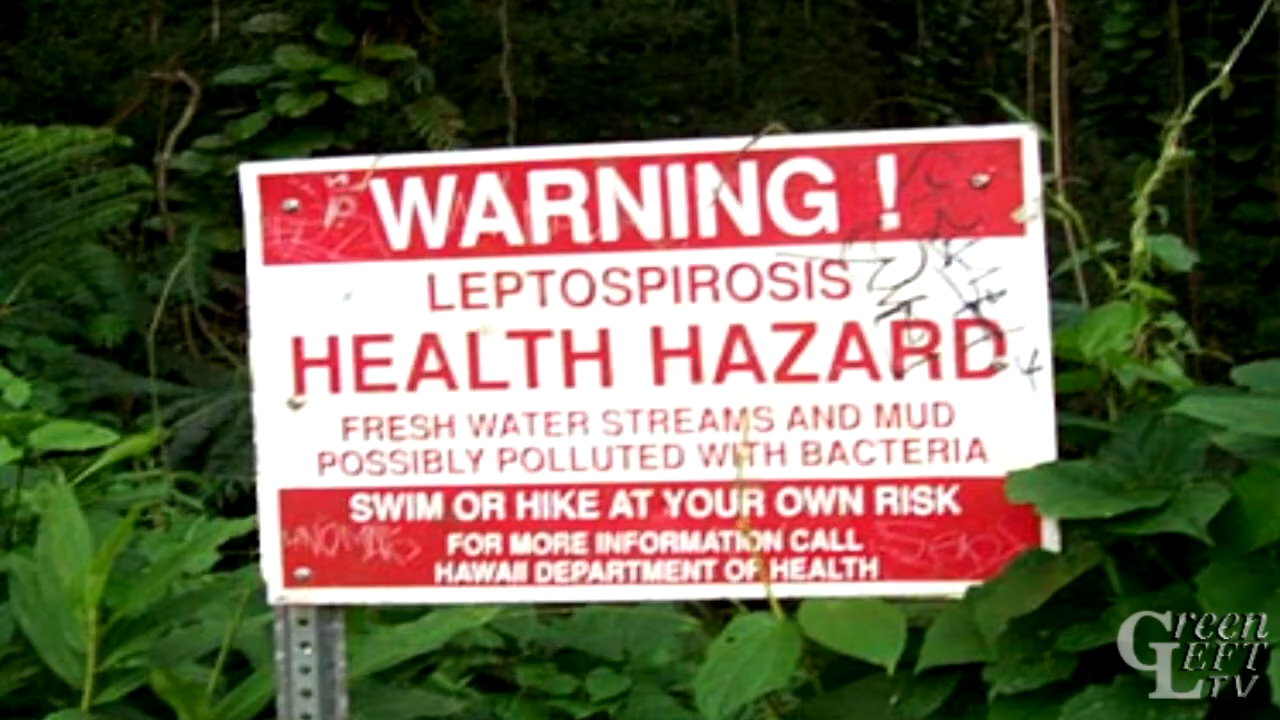 WARNING !
LEPTOSPIROSIS
HEALTH HAZARD
FRESH WATER STREAMS AND MUD
POSSIBLY POLLUTED WITH BACTERIA
SWIM OR HIKE AT YOUR OWN RISK
FOR MORE INFORMATION CALL
HAWAII DEPARTMENT OF HEALTH
GREEN
LEFT
TV